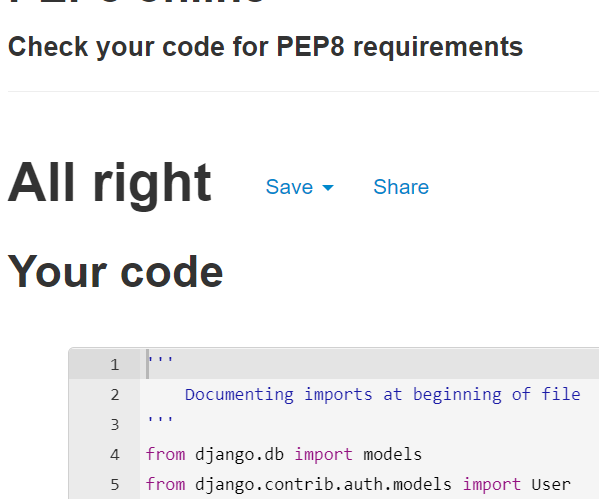 Check your code for PEP8 requirements
All right Save Share
Your code
1 '''
2 Documenting imports at beginning of file
3 '''
4 from django.db import models
5 from django.contrib.auth.models import User